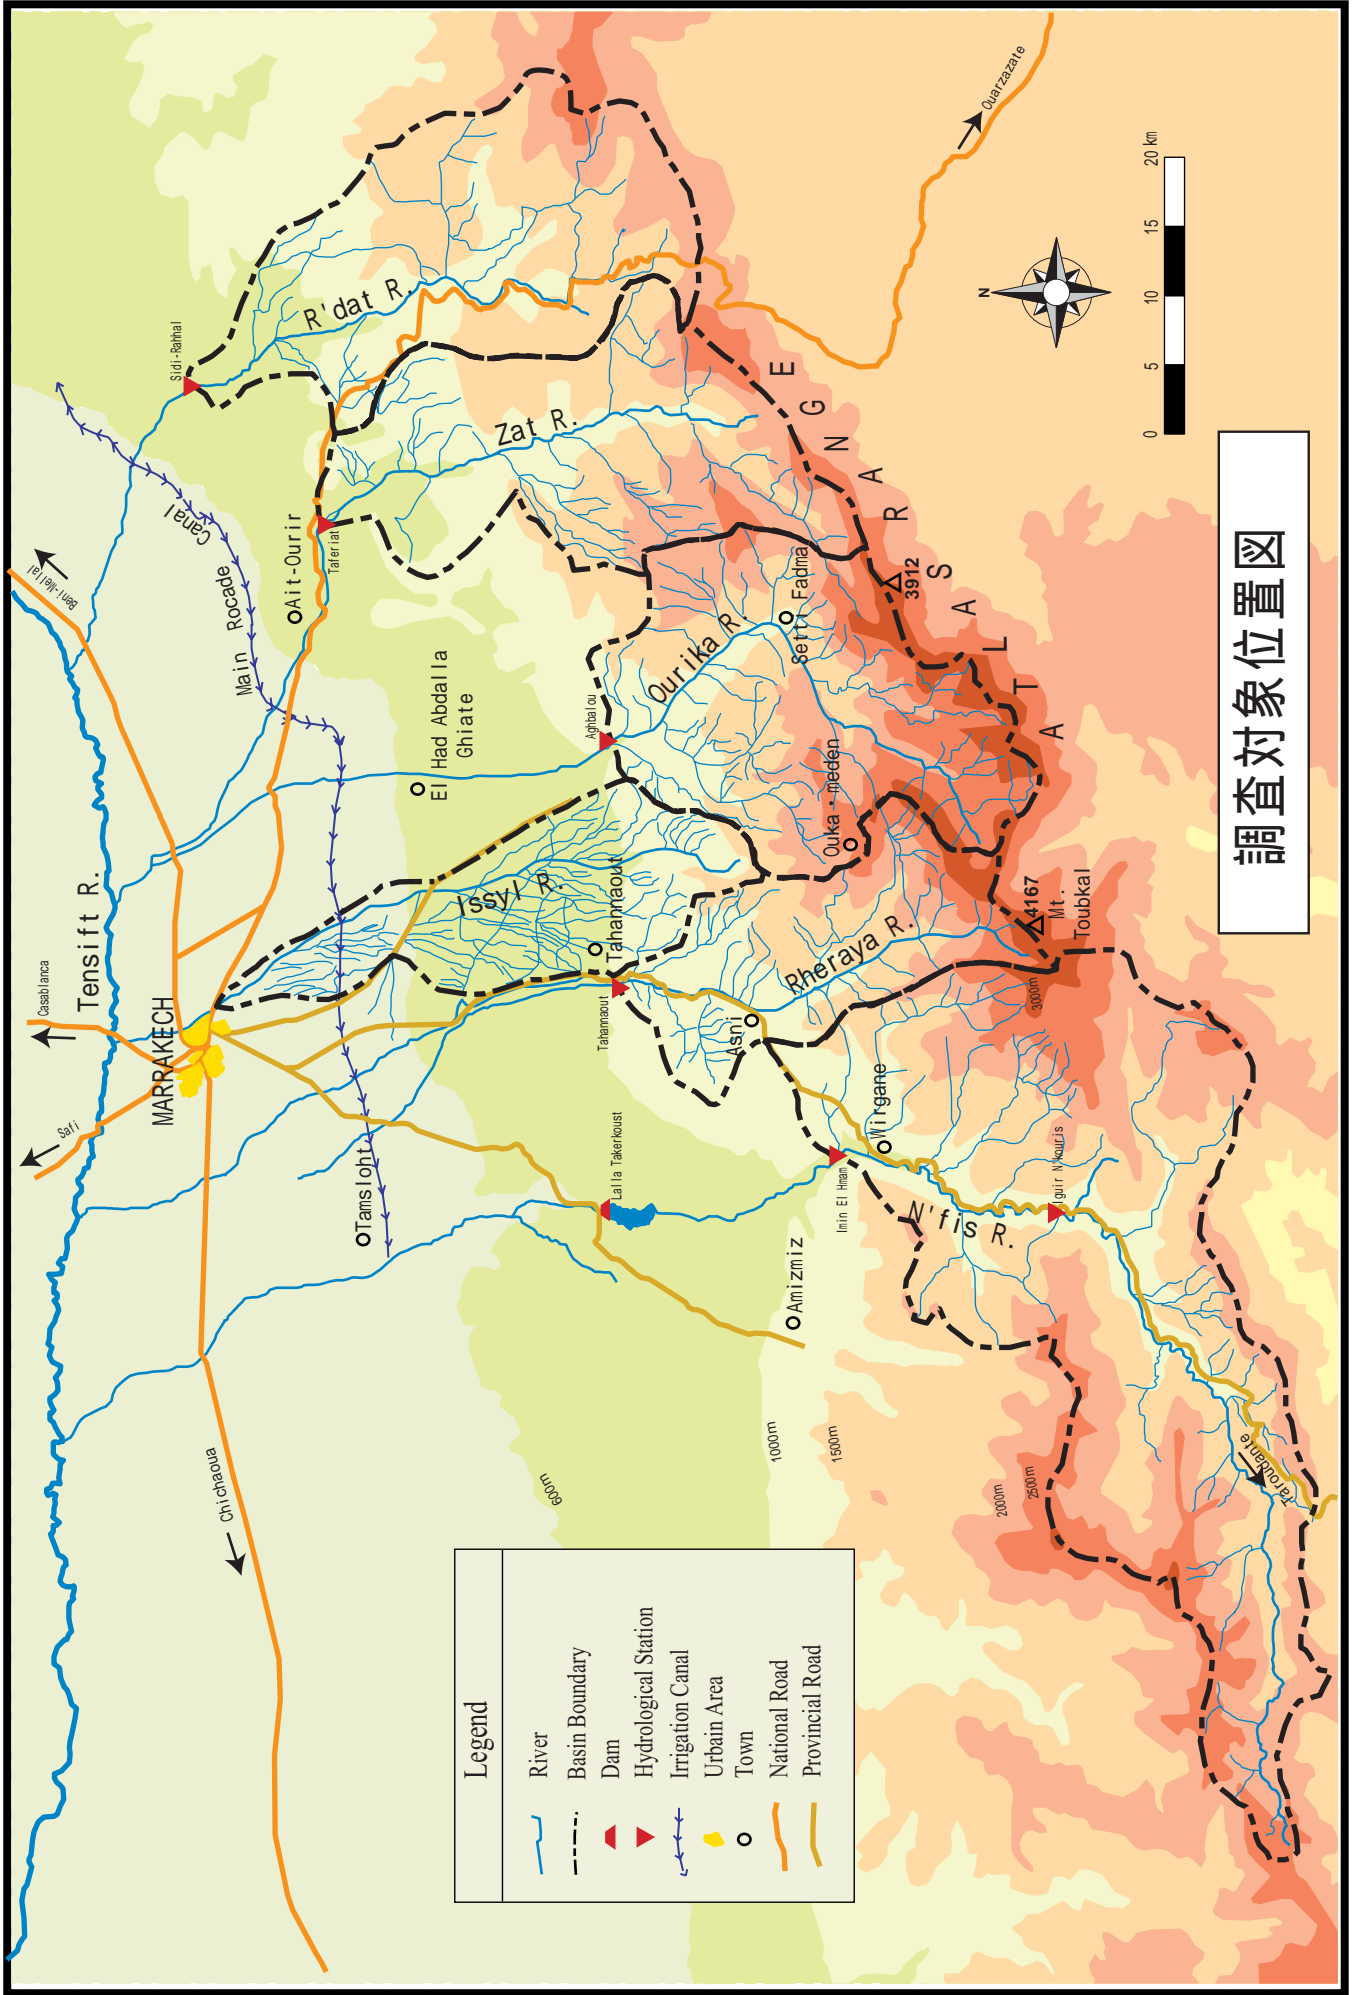 Casablanca
Safi
Beni-Mellal
Tensift R.
MARRAKECH
Chichaoua
Sidi-Rahhal
R'dat R.
Canal
Main Rocade
Ait-Ourir
Taferiat
Zat R.
El Had Abdalla
Ghiate
Tamsloht
Issyl R.
Tahannaout
Tahannaout
Aghbalou
Ourika R.
Setti Fadma
Ouka・meden
Lalla Takerkoust
Asni
Rheraya R.
Wirgane
Imin El Hmam
N'fis R.
Iguir N'kouris
Amizmiz
Ouarzazate
Taroudante
ATLAS RANGE
3912
4167
Mt.
Toubkal
600m
1000m
1500m
2000m
2500m
3000m
N
0 5 10 15 20 km
Legend
River
Basin Boundary
Dam
Hydrological Station
Irrigation Canal
Urbain Area
Town
National Road
Provincial Road
調査対象位置図